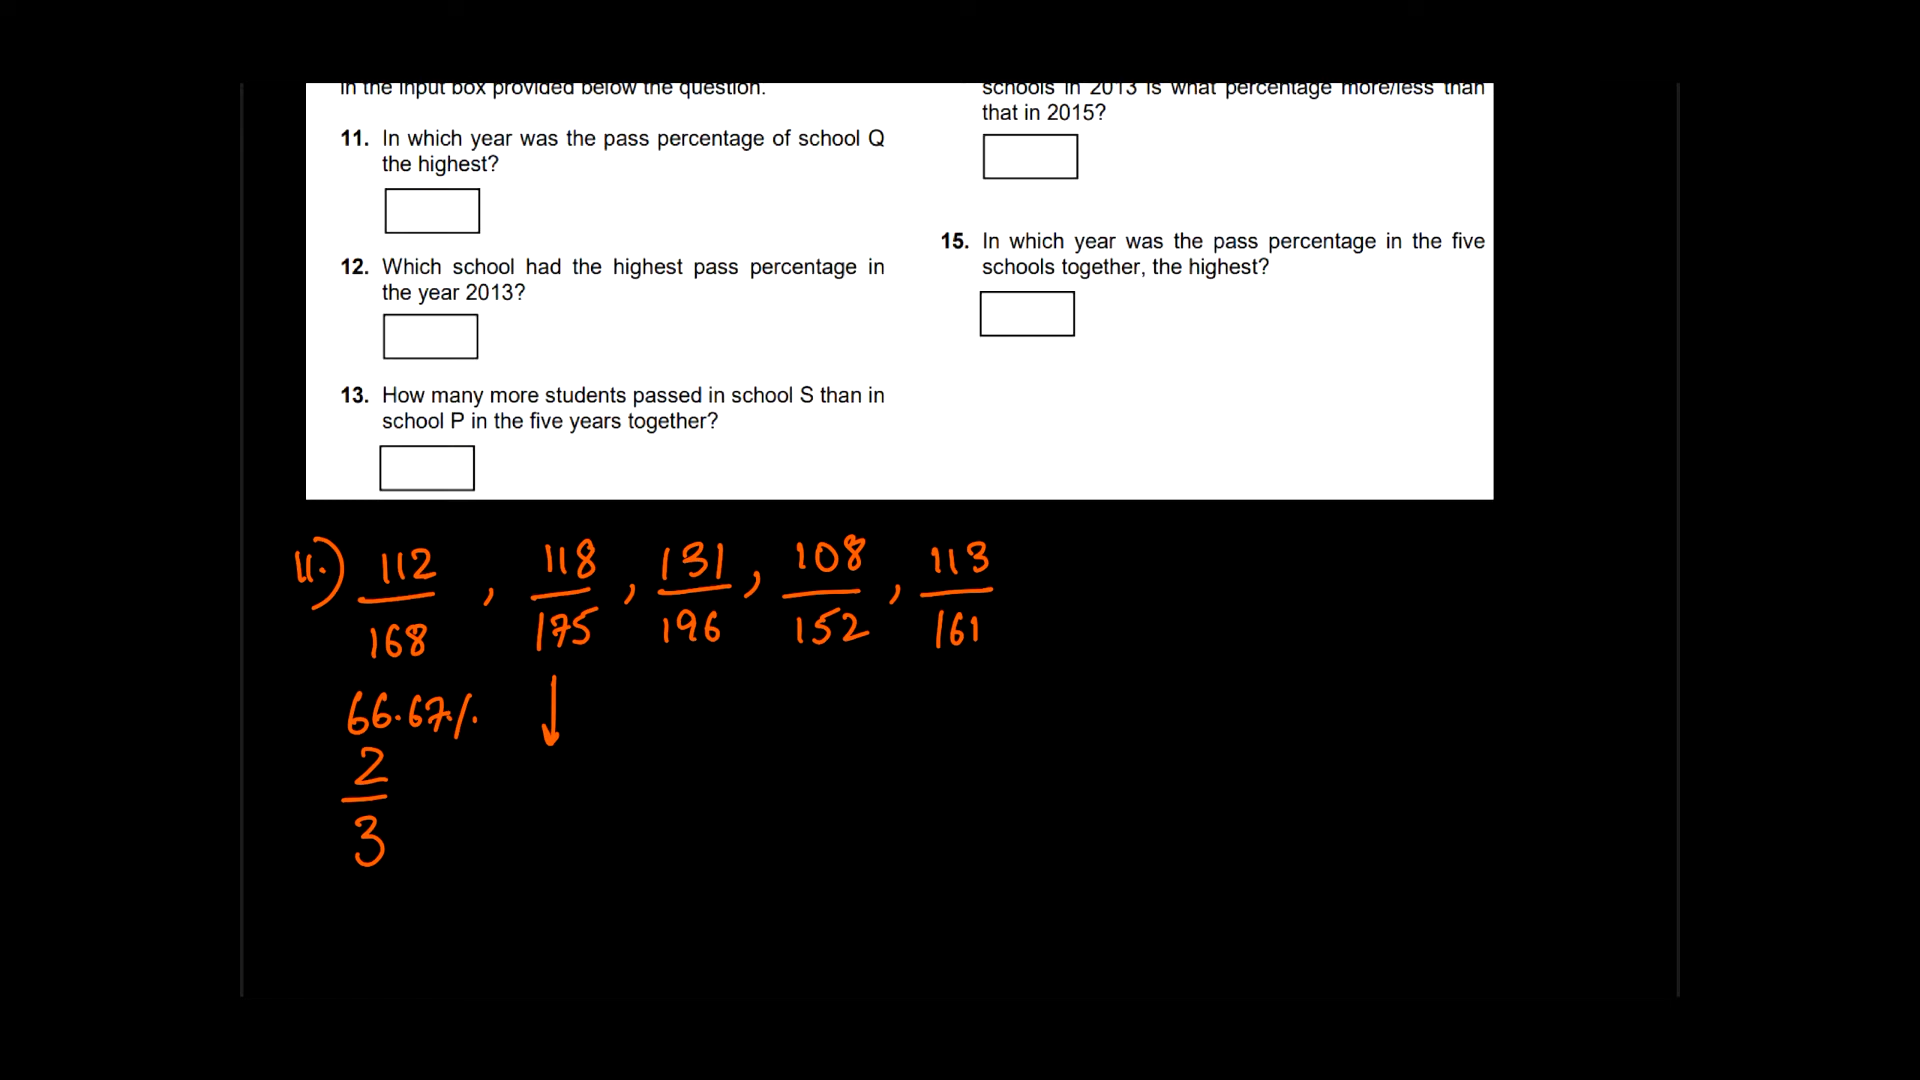 in the input box provided below the question.
11. In which year was the pass percentage of school Q
the highest?
12. Which school had the highest pass percentage in
the year 2013?
13. How many more students passed in school S than in
school P in the five years together?
schools in 2013 is what percentage more/less than
that in 2015?
15. In which year was the pass percentage in the five
schools together, the highest?
11.) 112/168 , 118/175 , 131/196 , 108/152 , 113/161
66.67%
2/3